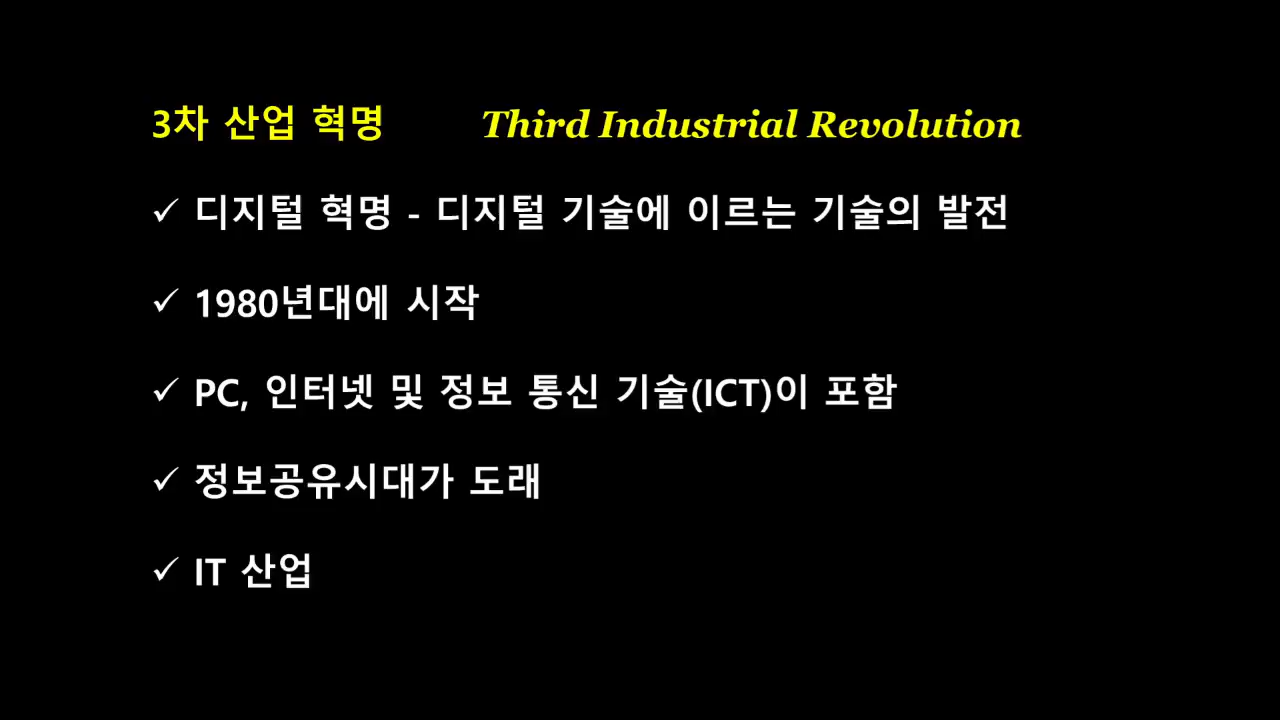 3차 산업 혁명 Third Industrial Revolution
✓ 디지털 혁명 - 디지털 기술에 이르는 기술의 발전
✓ 1980년대에 시작
✓ PC, 인터넷 및 정보 통신 기술(ICT)이 포함
✓ 정보공유시대가 도래
✓ IT 산업